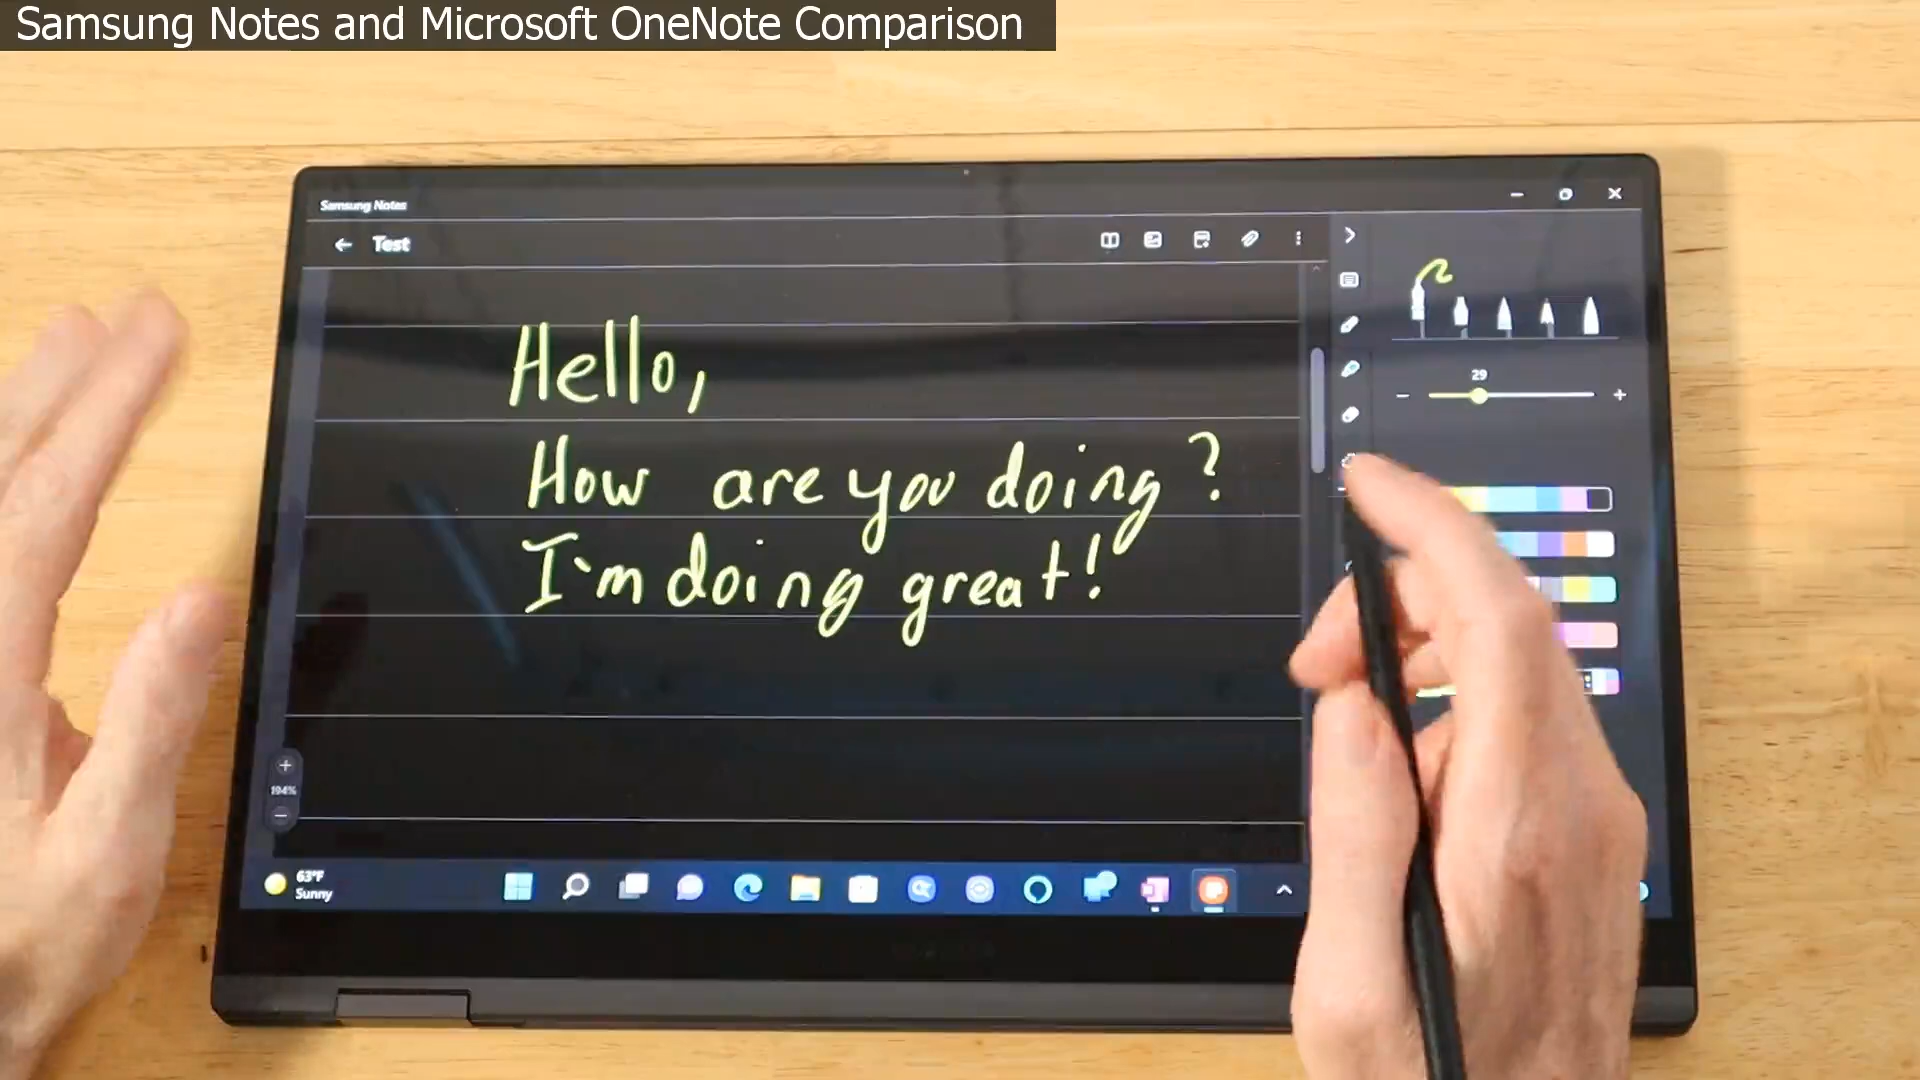 Samsung Notes and Microsoft OneNote Comparison
Samsung Notes
Test
29
Hello,
How are you doing?
I'm doing great!
194%
63°F
Sunny